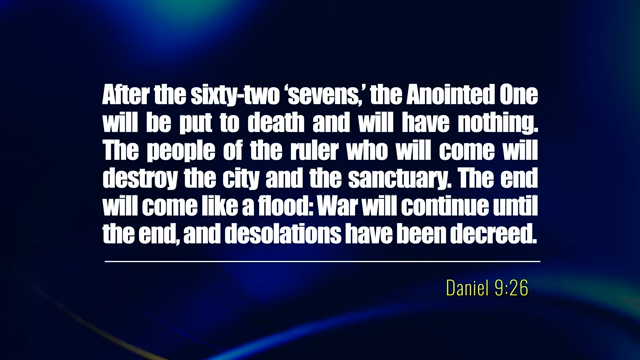 After the sixty-two ‘sevens,’ the Anointed One
will be put to death and will have nothing.
The people of the ruler who will come will
destroy the city and the sanctuary. The end
will come like a flood: War will continue until
the end, and desolations have been decreed.
Daniel 9:26